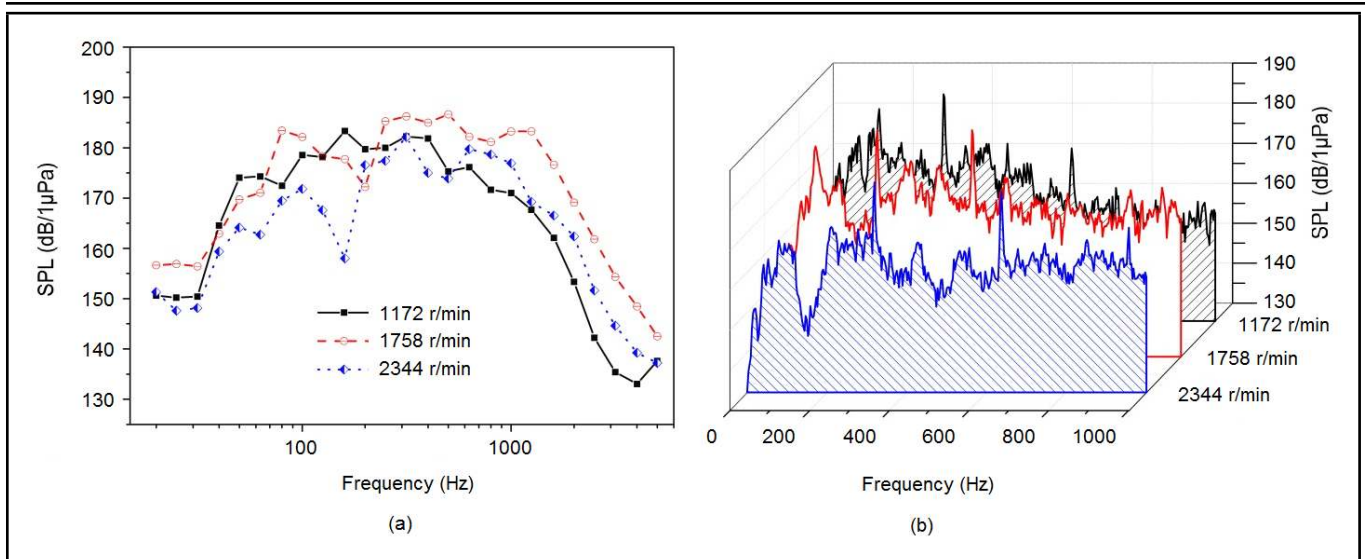 200
190
180
170
160
150
140
130
SPL (dB/1μPa)
1172 r/min
1758 r/min
2344 r/min
100 1000
Frequency (Hz)
(a)
190
180
170
160
150
140
130
SPL (dB/1μPa)
1172 r/min
1758 r/min
2344 r/min
0 200 400 600 800 1000
Frequency (Hz)
(b)